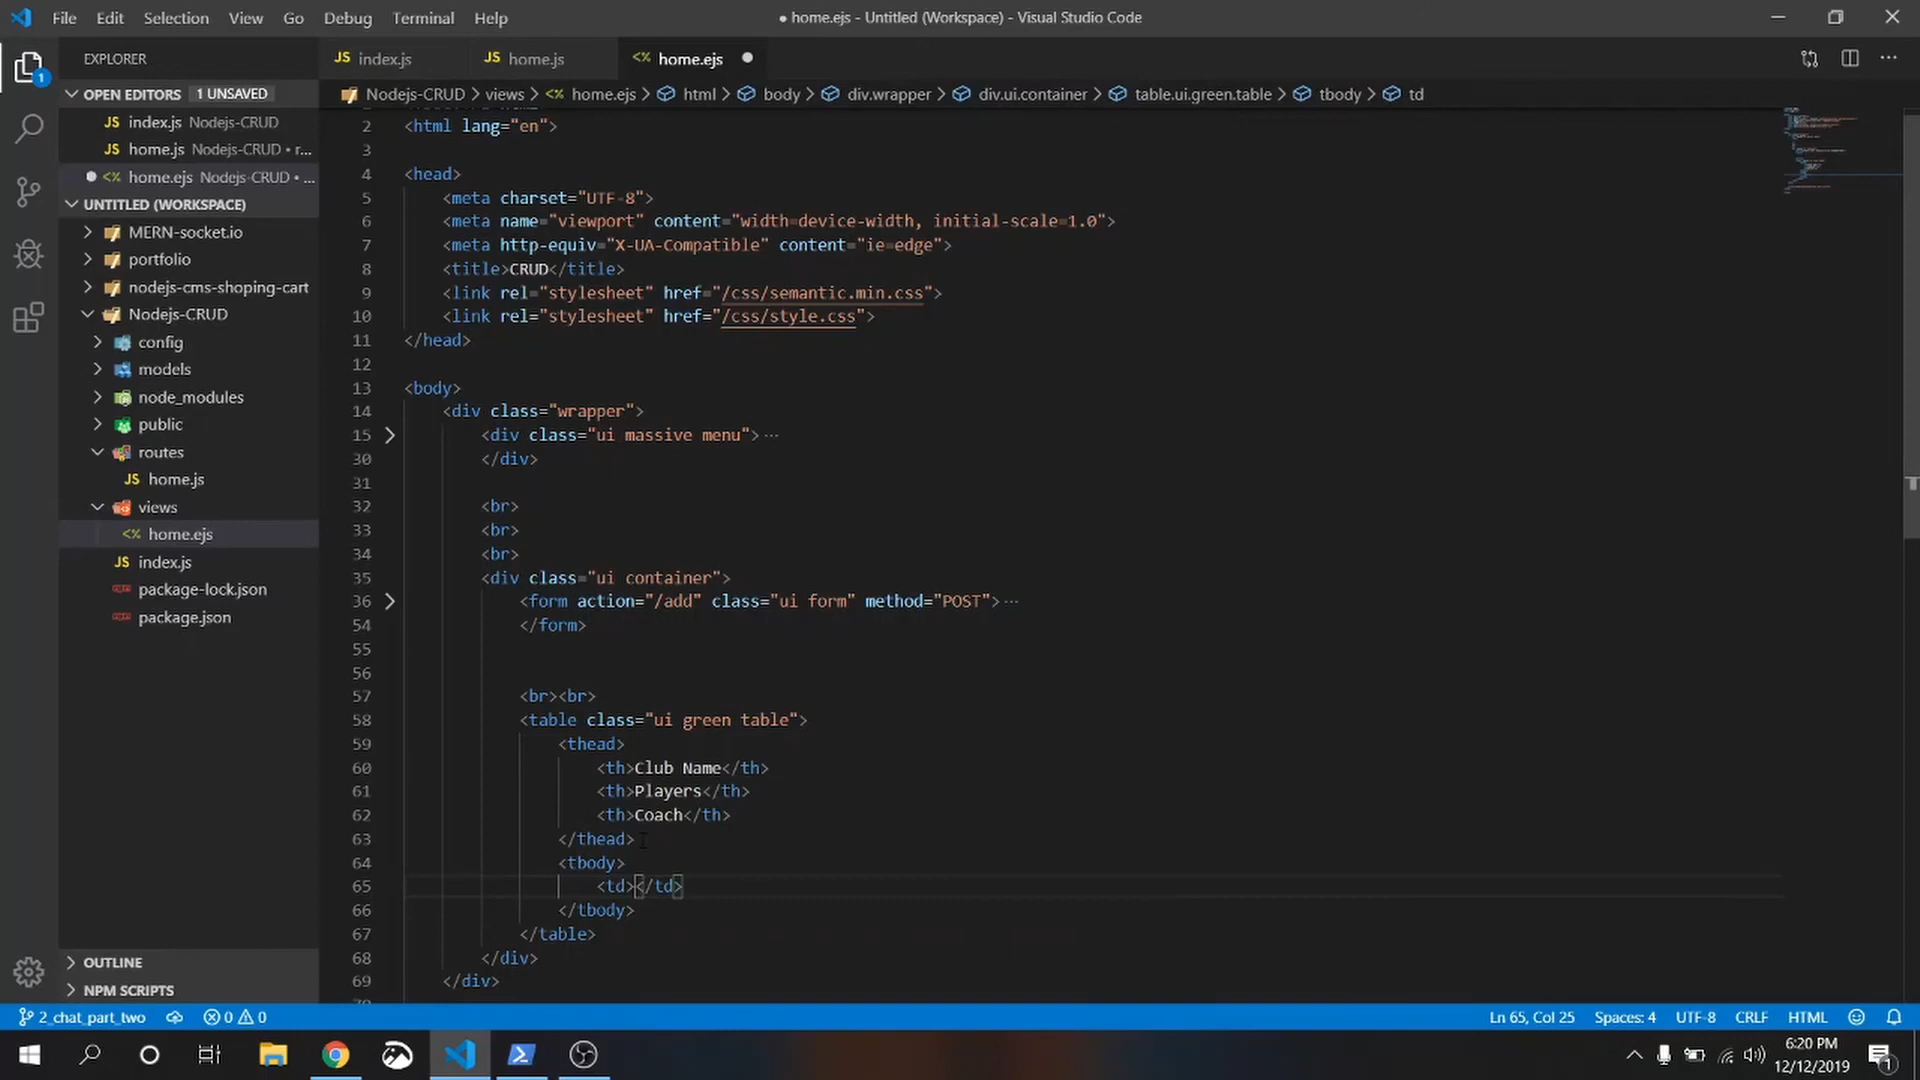 File Edit Selection View Go Debug Terminal Help
● home.ejs - Untitled (Workspace) - Visual Studio Code
EXPLORER
JS index.js
JS home.js
<% home.ejs
OPEN EDITORS 1 UNSAVED
JS index.js Nodejs-CRUD
JS home.js Nodejs-CRUD • r...
<% home.ejs Nodejs-CRUD • ...
UNTITLED (WORKSPACE)
MERN-socket.io
portfolio
nodejs-cms-shoping-cart
Nodejs-CRUD
config
models
node_modules
public
routes
JS home.js
views
<% home.ejs
JS index.js
package-lock.json
package.json
OUTLINE
NPM SCRIPTS
Nodejs-CRUD > views > <% home.ejs > html > body > div.wrapper > div.ui.container > table.ui.green.table > tbody > td
2 <html lang="en">
3
4 <head>
5 <meta charset="UTF-8">
6 <meta name="viewport" content="width=device-width, initial-scale=1.0">
7 <meta http-equiv="X-UA-Compatible" content="ie=edge">
8 <title>CRUD</title>
9 <link rel="stylesheet" href="/css/semantic.min.css">
10 <link rel="stylesheet" href="/css/style.css">
11 </head>
12
13 <body>
14 <div class="wrapper">
15 <div class="ui massive menu">···
30 </div>
31
32 <br>
33 <br>
34 <br>
35 <div class="ui container">
36 <form action="/add" class="ui form" method="POST">···
54 </form>
55
56
57 <br><br>
58 <table class="ui green table">
59 <thead>
60 <th>Club Name</th>
61 <th>Players</th>
62 <th>Coach</th>
63 </thead>
64 <tbody>
65 <td></td>
66 </tbody>
67 </table>
68 </div>
69 </div>
2_chat_part_two 0 0
Ln 65, Col 25 Spaces: 4 UTF-8 CRLF HTML
6:20 PM
12/12/2019